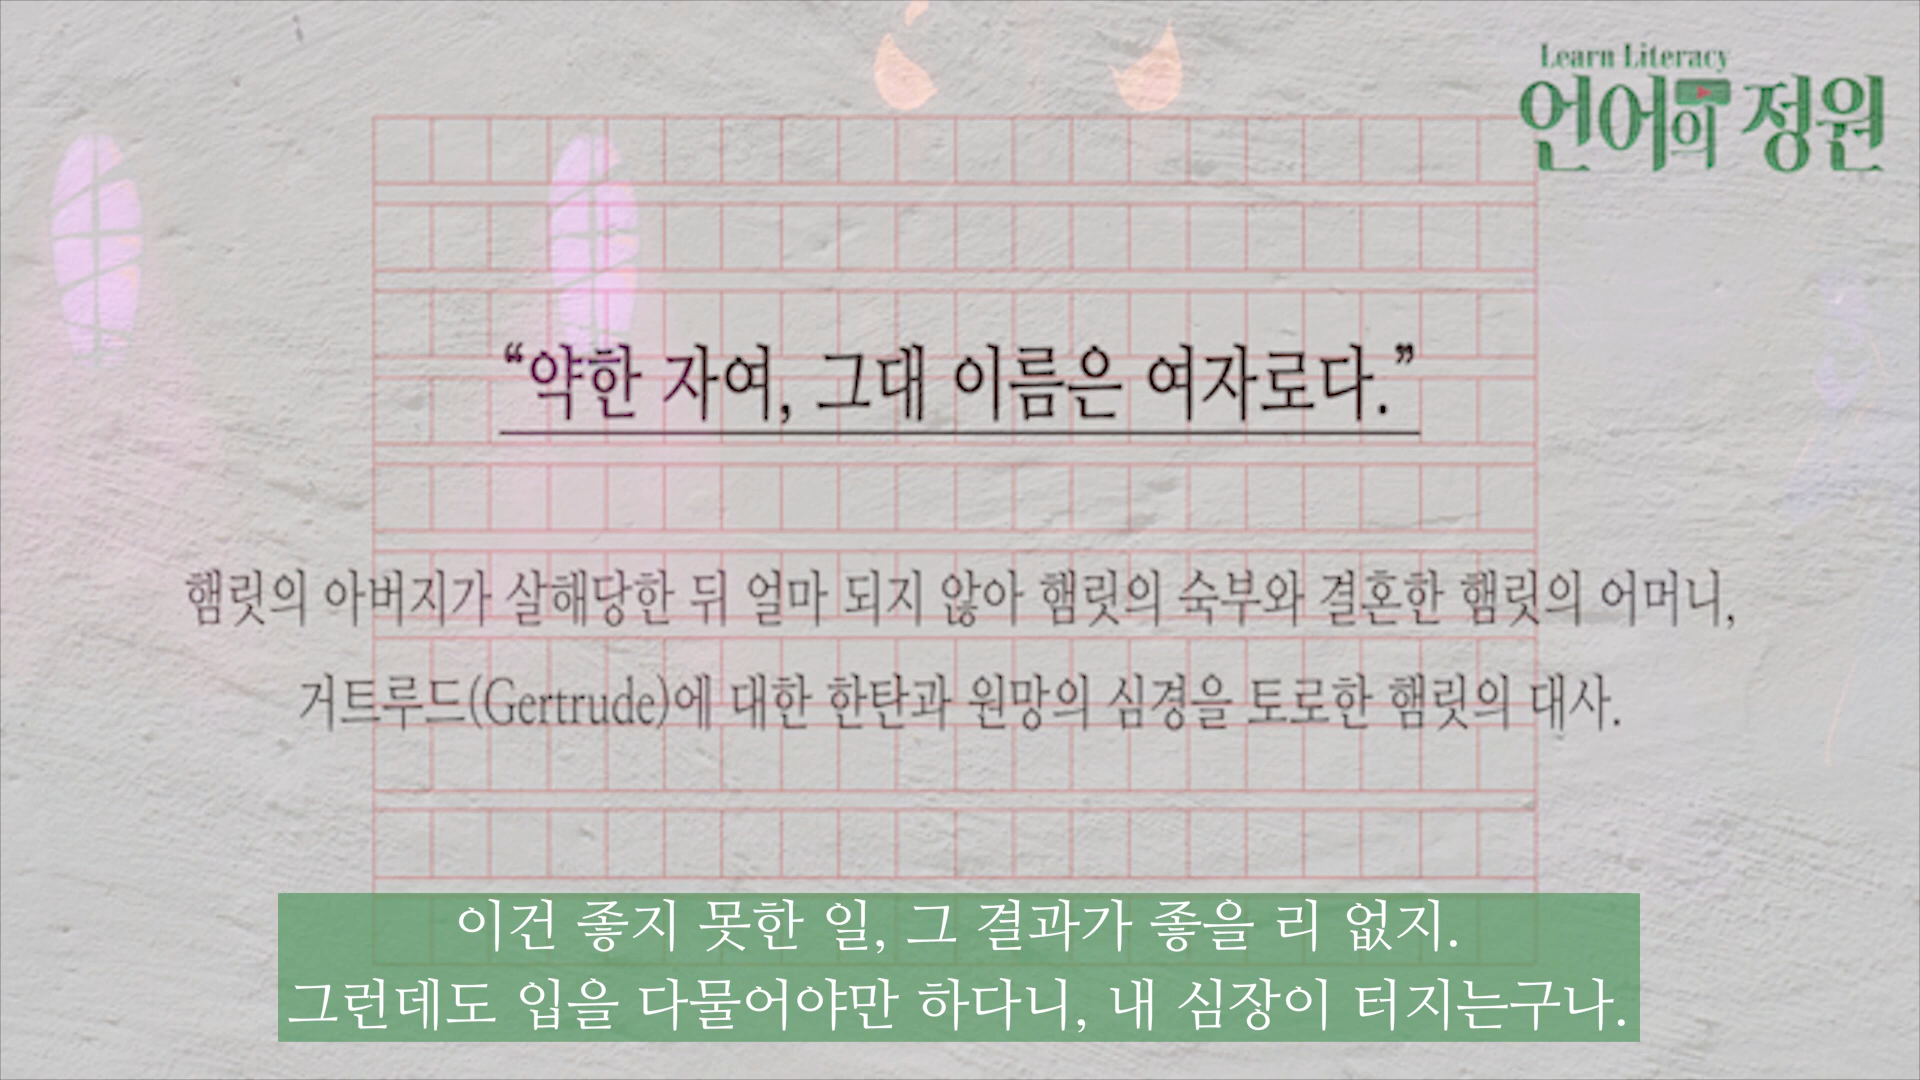 Learn Literacy
언어의 정원
“약한 자여, 그대 이름은 여자로다.”
햄릿의 아버지가 살해당한 뒤 얼마 되지 않아 햄릿의 숙부와 결혼한 햄릿의 어머니,
거트루드(Gertrude)에 대한 한탄과 원망의 심경을 토로한 햄릿의 대사.
이건 좋지 못한 일, 그 결과가 좋을 리 없지.
그런데도 입을 다물어야만 하다니, 내 심장이 터지는구나.